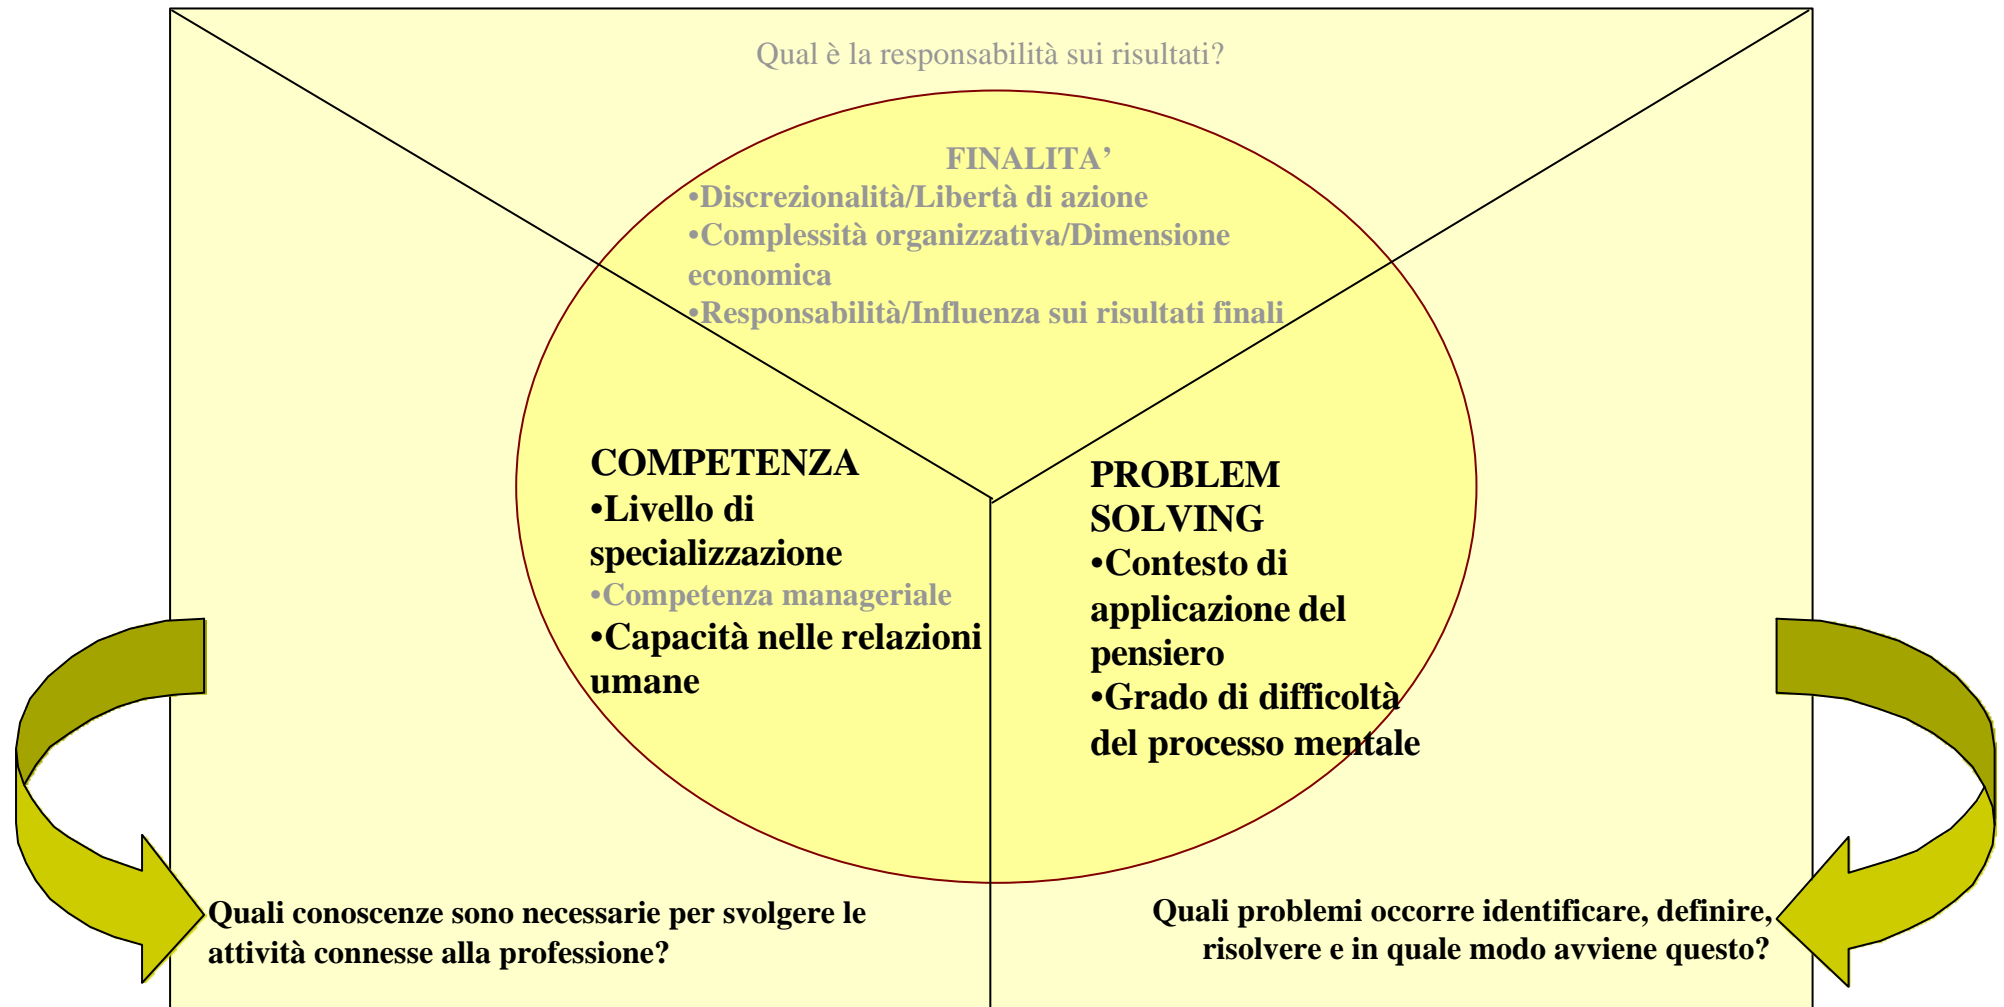 Qual è la responsabilità sui risultati?
FINALITA’
•Discrezionalità/Libertà di azione
•Complessità organizzativa/Dimensione
economica
•Responsabilità/Influenza sui risultati finali
COMPETENZA
•Livello di
specializzazione
•Competenza manageriale
•Capacità nelle relazioni
umane
PROBLEM
SOLVING
•Contesto di
applicazione del
pensiero
•Grado di difficoltà
del processo mentale
Quali conoscenze sono necessarie per svolgere le
attività connesse alla professione?
Quali problemi occorre identificare, definire,
risolvere e in quale modo avviene questo?